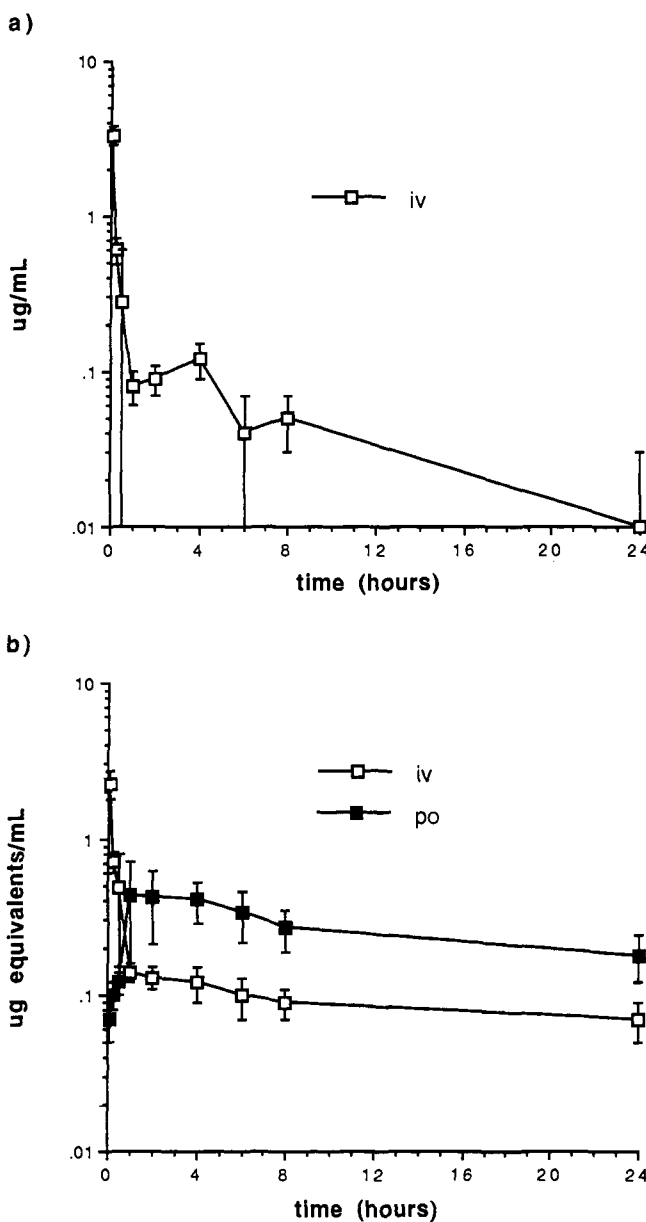 a)
10
1
.1
.01
ug/mL
iv
0 4 8 12 16 20 24
time (hours)
b)
10
1
.1
.01
ug equivalents/mL
iv
po
0 4 8 12 16 20 24
time (hours)